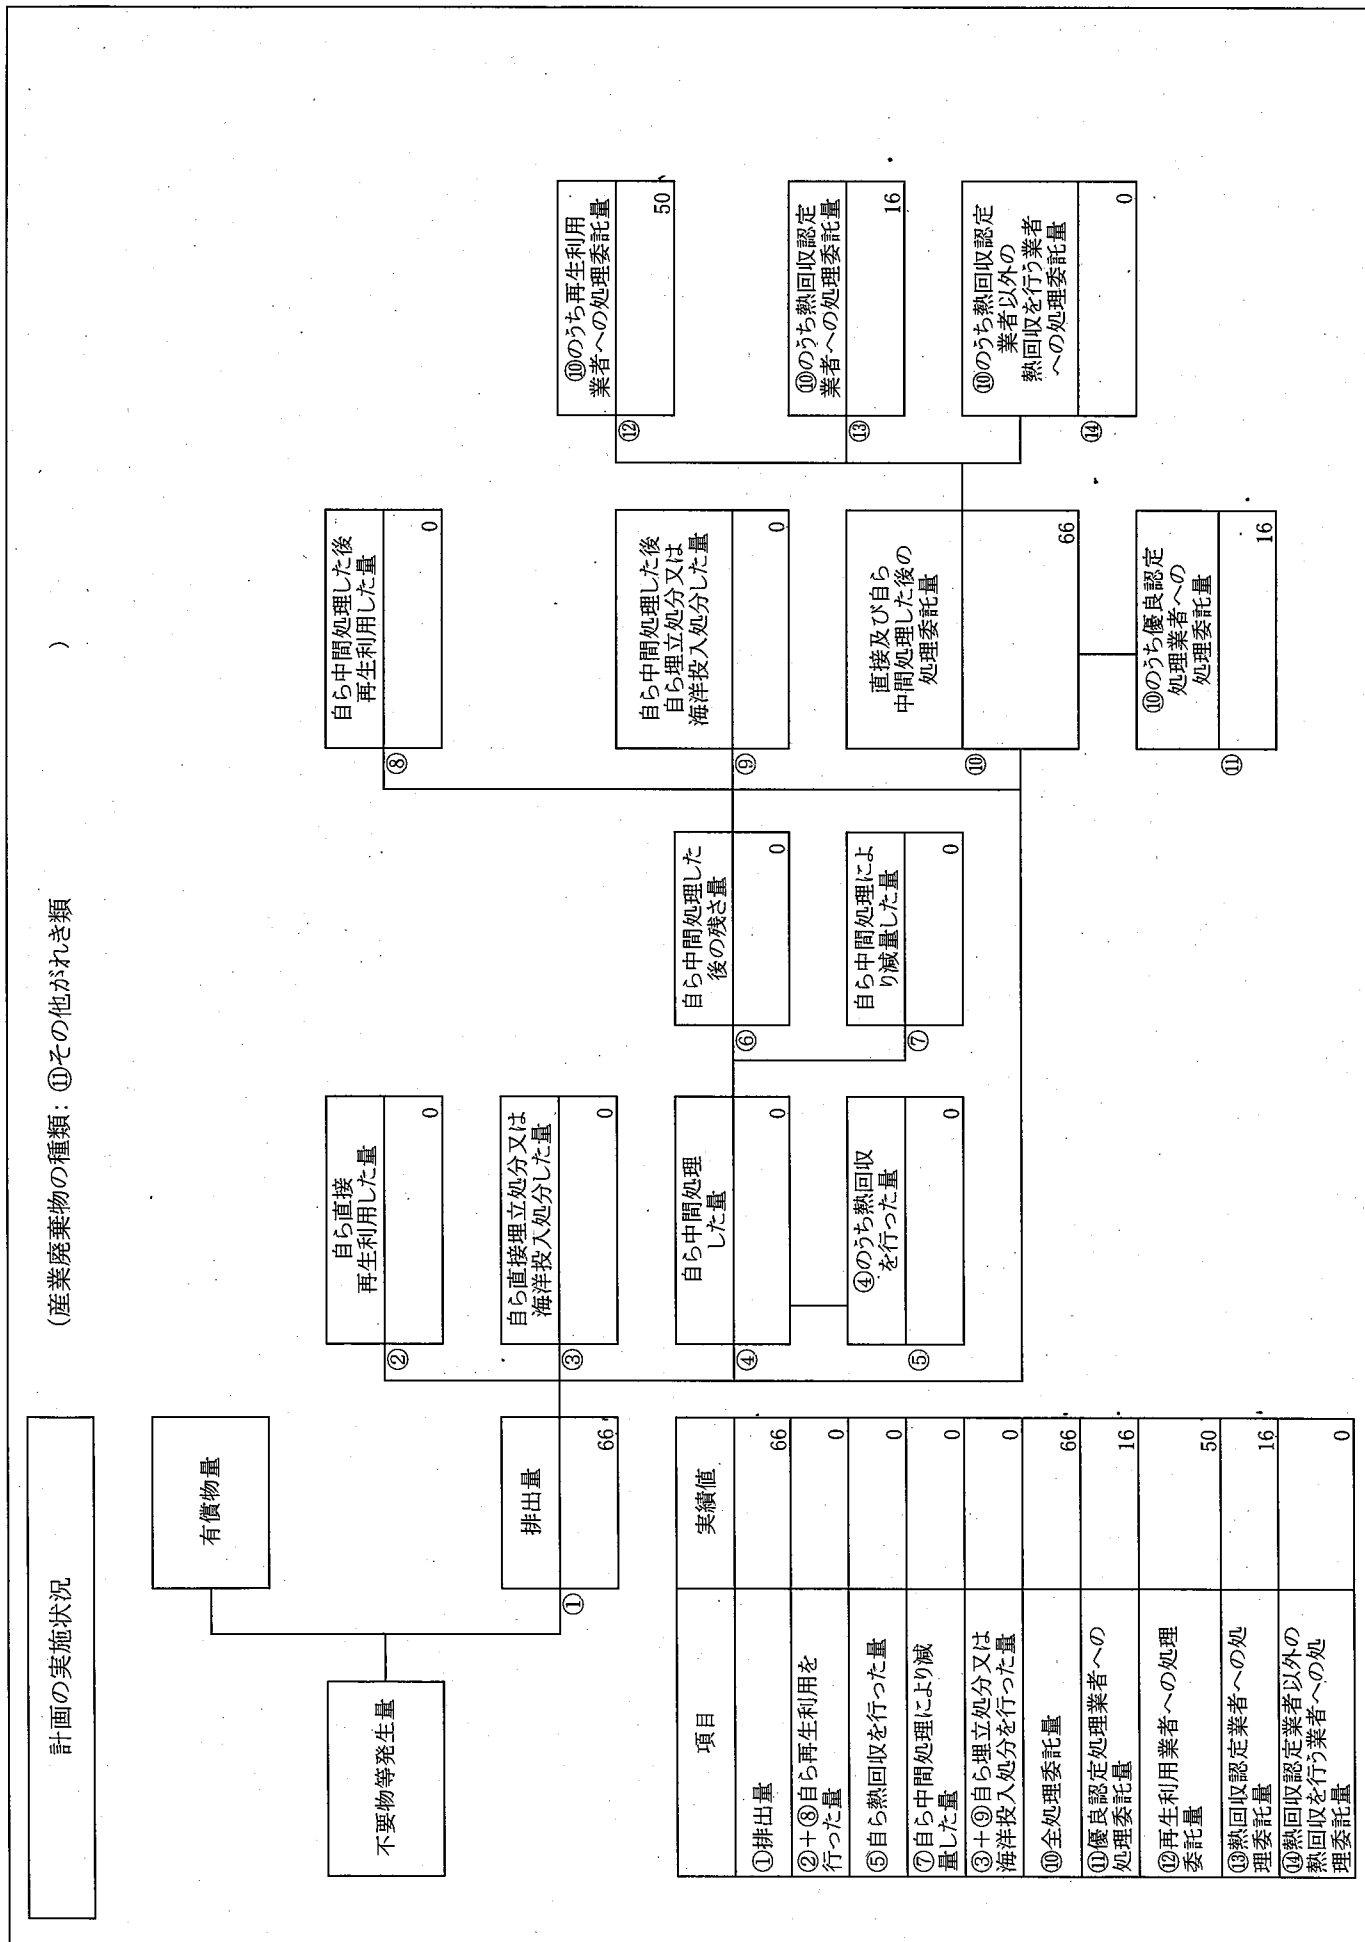 計画の実施状況
(産業廃棄物の種類:⑪その他がれき類
)
不要物等発生量
有償物量
①
排出量
66
②
自ら直接
再生利用した量
0
③
自ら直接埋立処分又は
海洋投入処分した量
0
④
自ら中間処理
した量
0
⑤
④のうち熱回収
を行った量
0
⑥
自ら中間処理した
後の残さ量
0
⑦
自ら中間処理によ
り減量した量
0
⑧
自ら中間処理した後
再生利用した量
0
⑨
自ら中間処理した後
自ら埋立処分又は
海洋投入処分した量
0
⑩
直接及び自ら
中間処理した後の
処理委託量
66
⑪
⑩のうち優良認定
処理業者への
処理委託量
16
⑫
⑩のうち再生利用
業者への処理委託量
50
⑬
⑩のうち熱回収認定
業者への処理委託量
16
⑭
⑩のうち熱回収認定
業者以外の
熱回収を行う業者
への処理委託量
0
項目 実績値
①排出量 66
②+⑧自ら再生利用を
行った量 0
⑤自ら熱回収を行った量 0
⑦自ら中間処理により減
量した量 0
③+⑨自ら埋立処分又は
海洋投入処分を行った量 0
⑩全処理委託量 66
⑪優良認定処理業者への
処理委託量 16
⑫再生利用業者への処理
委託量 50
⑬熱回収認定業者への処
理委託量 16
⑭熱回収認定業者以外の
熱回収を行う業者への処
理委託量 0